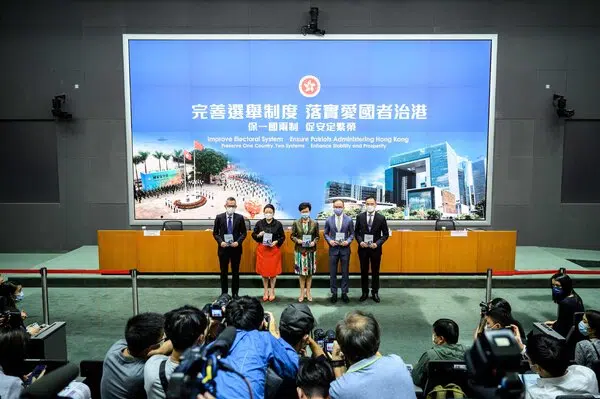 完善選舉制度 落實愛國者治港
保一國兩制 促安定繁榮
Improve Electoral System Ensure Patriots Administering Hong Kong
Preserve One Country, Two Systems Enhance Stability and Prosperity